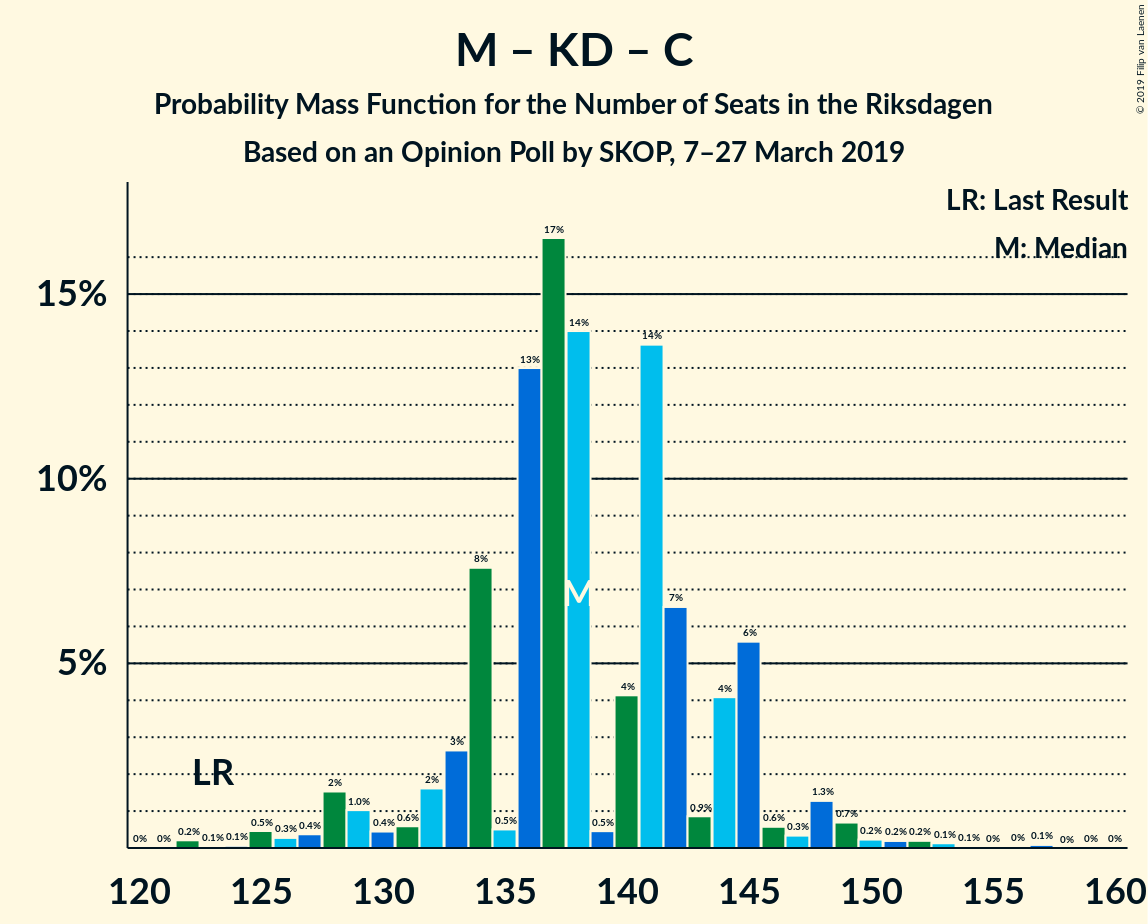 M – KD – C
Probability Mass Function for the Number of Seats in the Riksdagen
Based on an Opinion Poll by SKOP, 7–27 March 2019
© 2019 Filip van Laenen
LR: Last Result
M: Median
15%
10%
5%
LR
M
0% 0% 0.2% 0.1% 0.1% 0.5% 0.3% 0.4% 2% 1.0% 0.4% 0.6% 2% 3% 8% 0.5% 13% 17% 14% 0.5% 4% 14% 7% 0.9% 4% 6% 0.6% 0.3% 1.3% 0.7% 0.2% 0.2% 0.2% 0.1% 0.1% 0% 0% 0.1% 0% 0% 0%
120 125 130 135 140 145 150 155 160